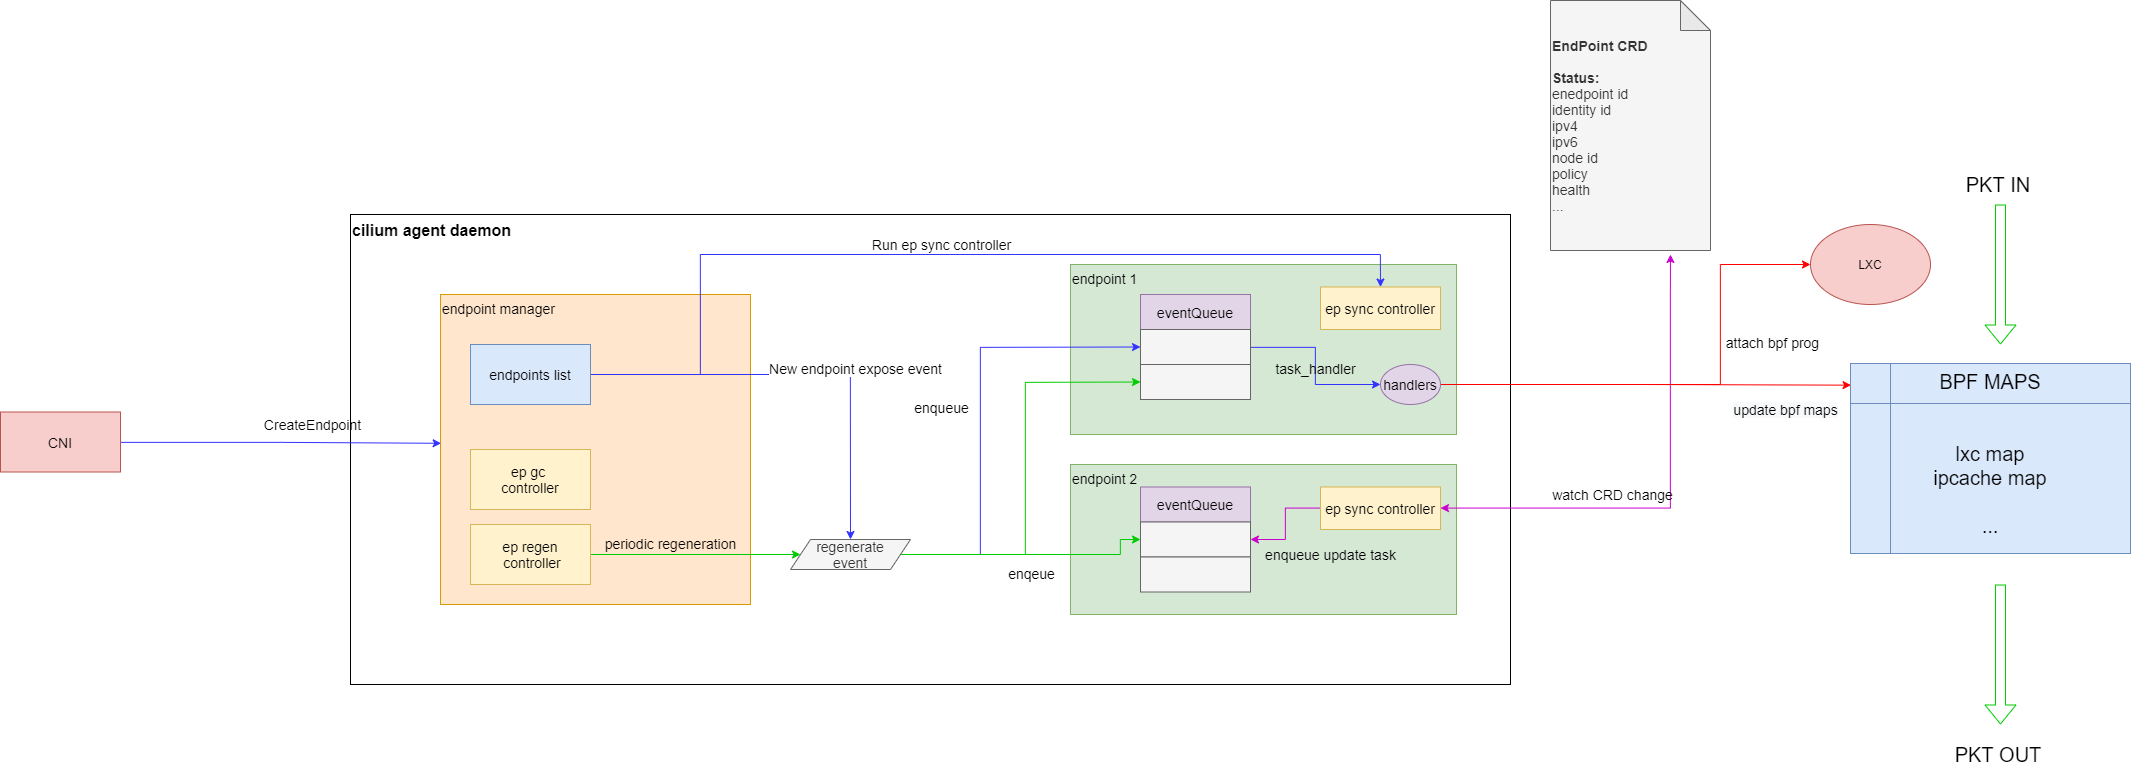 EndPoint CRD
Status:
enedpoint id
identity id
ipv4
ipv6
node id
policy
health
...
PKT IN
cilium agent daemon
Run ep sync controller
LXC
endpoint 1
endpoint manager
eventQueue
ep sync controller
attach bpf prog
New endpoint expose event
task_handler
endpoints list
handlers
BPF MAPS
enqueue
update bpf maps
CreateEndpoint
CNI
lxc map
ipcache map
...
ep gc
controller
endpoint 2
eventQueue
ep sync controller
watch CRD change
periodic regeneration
ep regen
controller
regenerate
event
enqueue update task
enqeue
PKT OUT